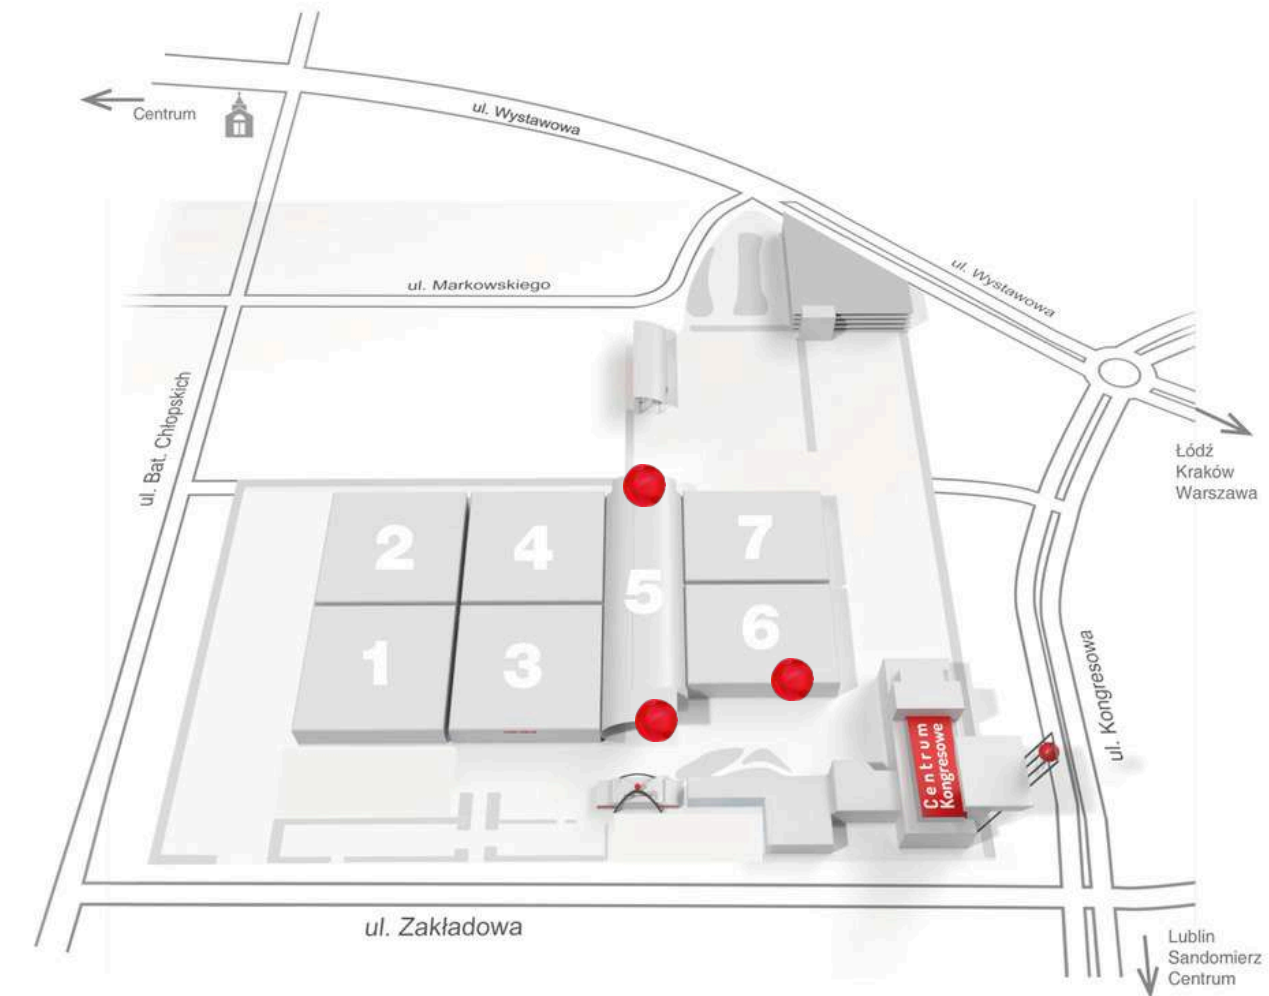 Centrum
ul. Wystawowa
ul. Markowskiego
ul. Wystawowa
ul. Bat. Chłopskich
Łódź
Kraków
Warszawa
2
4
7
5
1
3
6
Centrum
Kongresowe
ul. Kongresowa
ul. Zakładowa
Lublin
Sandomierz
Centrum